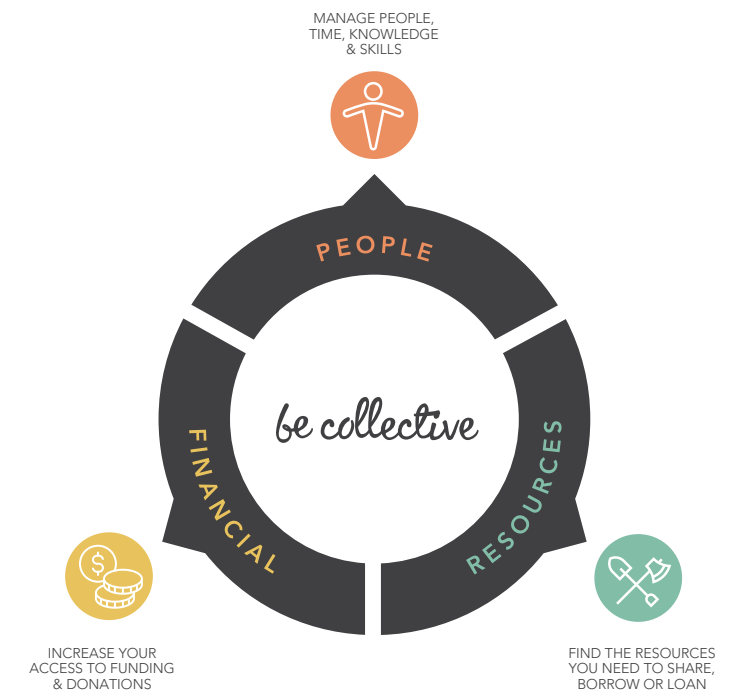 MANAGE PEOPLE,
TIME, KNOWLEDGE
& SKILLS
PEOPLE
be collective
FINANCIAL
RESOURCES
$
INCREASE YOUR
ACCESS TO FUNDING
& DONATIONS
FIND THE RESOURCES
YOU NEED TO SHARE,
BORROW OR LOAN